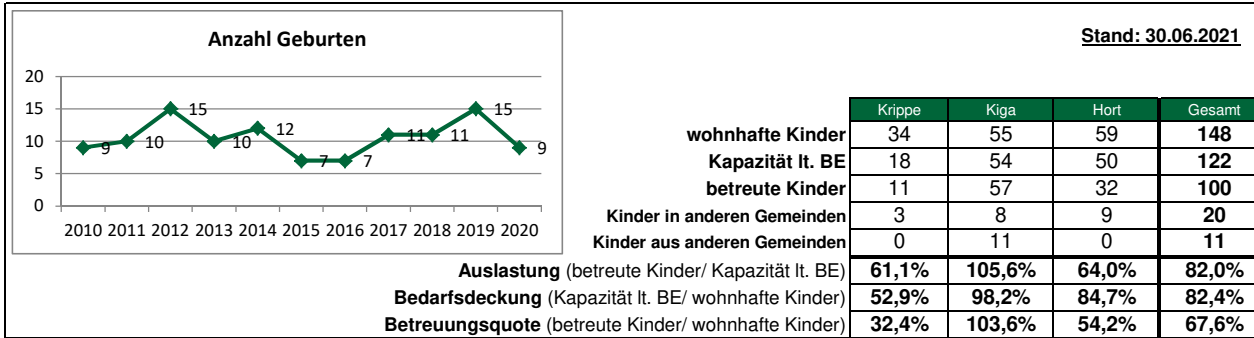 Anzahl Geburten
Stand: 30.06.2021
20
15
10
5
0
9
10
15
10
12
7
7
11
11
15
9
2010 2011 2012 2013 2014 2015 2016 2017 2018 2019 2020
Krippe Kiga Hort Gesamt
wohnhafte Kinder 34 55 59 148
Kapazität lt. BE 18 54 50 122
betreute Kinder 11 57 32 100
Kinder in anderen Gemeinden 3 8 9 20
Kinder aus anderen Gemeinden 0 11 0 11
Auslastung (betreute Kinder/ Kapazität lt. BE) 61,1% 105,6% 64,0% 82,0%
Bedarfsdeckung (Kapazität lt. BE/ wohnhafte Kinder) 52,9% 98,2% 84,7% 82,4%
Betreuungsquote (betreute Kinder/ wohnhafte Kinder) 32,4% 103,6% 54,2% 67,6%